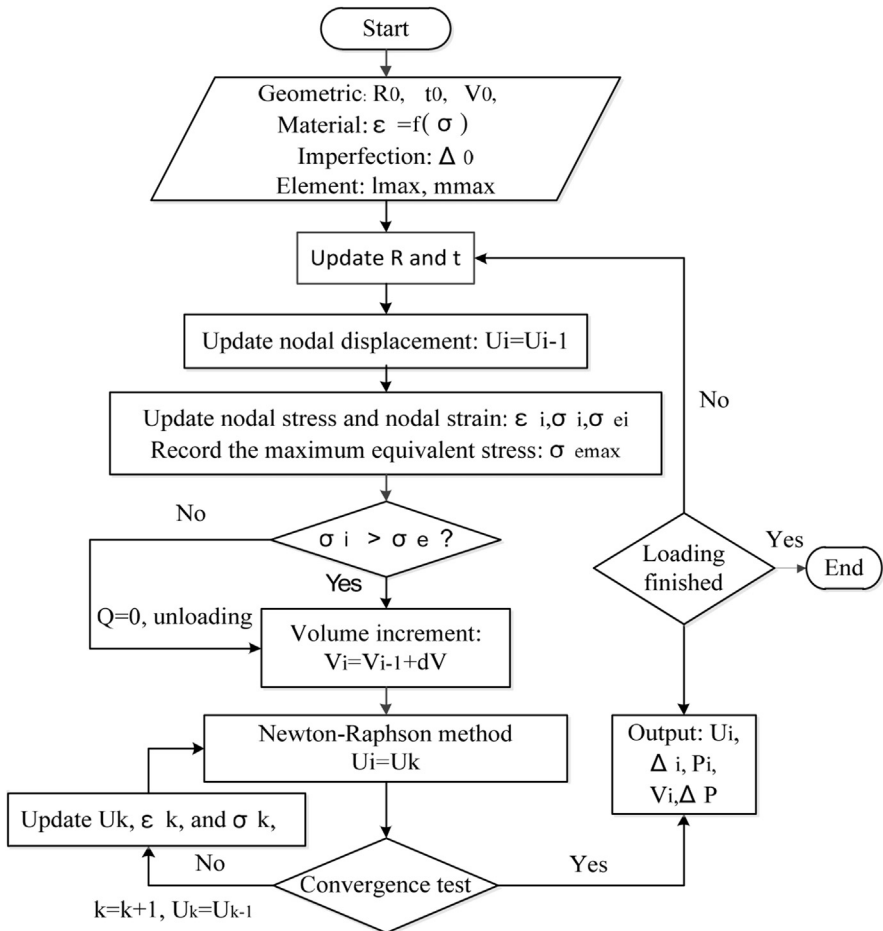 Start
Geometric: R0, t0, V0,
Material: ε =f( σ )
Imperfection: Δ 0
Element: lmax, mmax
Update R and t
Update nodal displacement: Ui=Ui-1
Update nodal stress and nodal strain: ε i,σ i,σ ei
Record the maximum equivalent stress: σ emax
No
σ i > σ e ?
Yes
Q=0, unloading
Volume increment:
Vi=Vi-1+dV
Newton-Raphson method
Ui=Uk
Update Uk, ε k, and σ k,
No
Convergence test
Yes
k=k+1, Uk=Uk-1
Output: Ui,
Δ i, Pi,
Vi,Δ P
Loading
finished
Yes
End
No